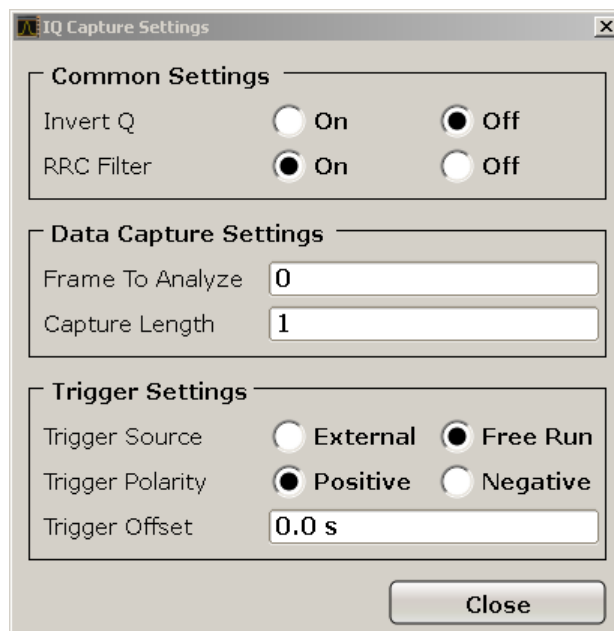 IQ Capture Settings
Common Settings
Invert Q On Off
RRC Filter On Off
Data Capture Settings
Frame To Analyze 0
Capture Length 1
Trigger Settings
Trigger Source External Free Run
Trigger Polarity Positive Negative
Trigger Offset 0.0 s
Close